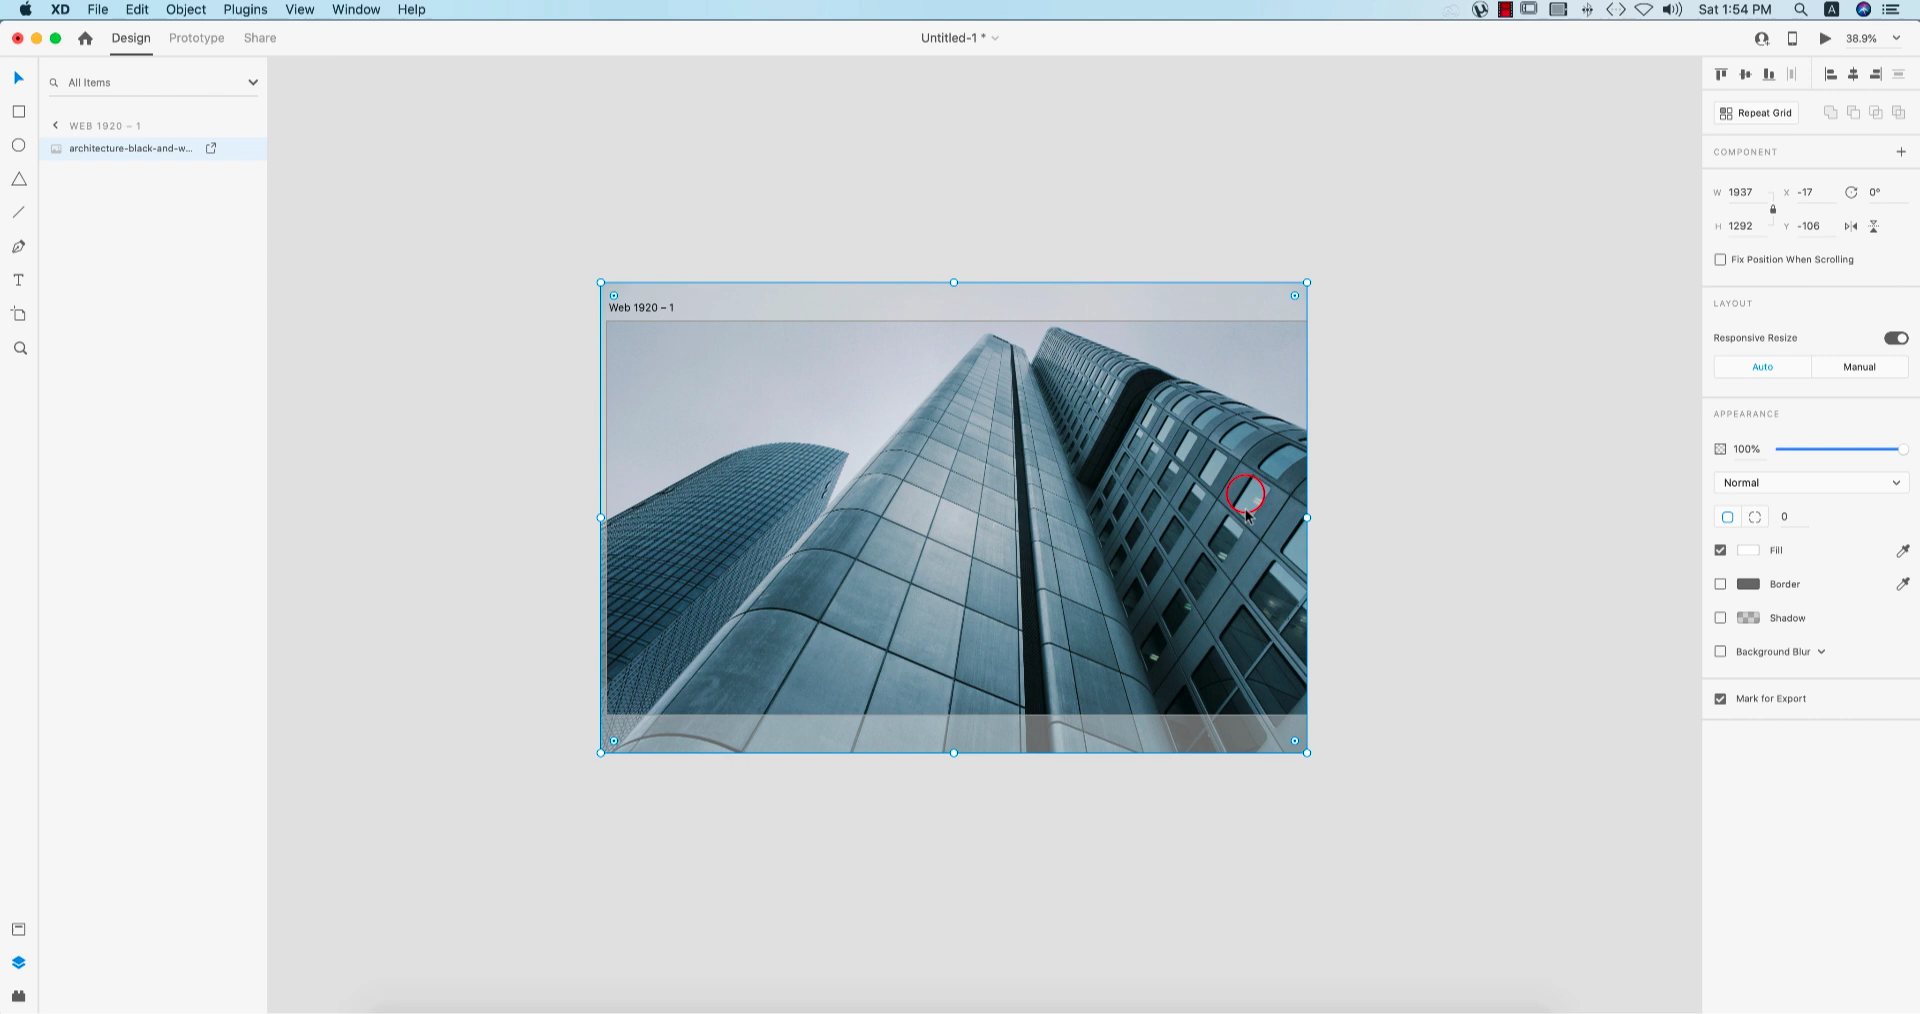 XD File Edit Object Plugins View Window Help
A
Sat 1:54 PM
Design Prototype Share
Untitled-1 *
38.9%
All Items
WEB 1920 – 1
architecture-black-and-w...
Web 1920 – 1
T
Repeat Grid
COMPONENT
W 1937 X -17 0°
H 1292 Y -106
Fix Position When Scrolling
LAYOUT
Responsive Resize
Auto Manual
APPEARANCE
100%
Normal
0
Fill
Border
Shadow
Background Blur
Mark for Export